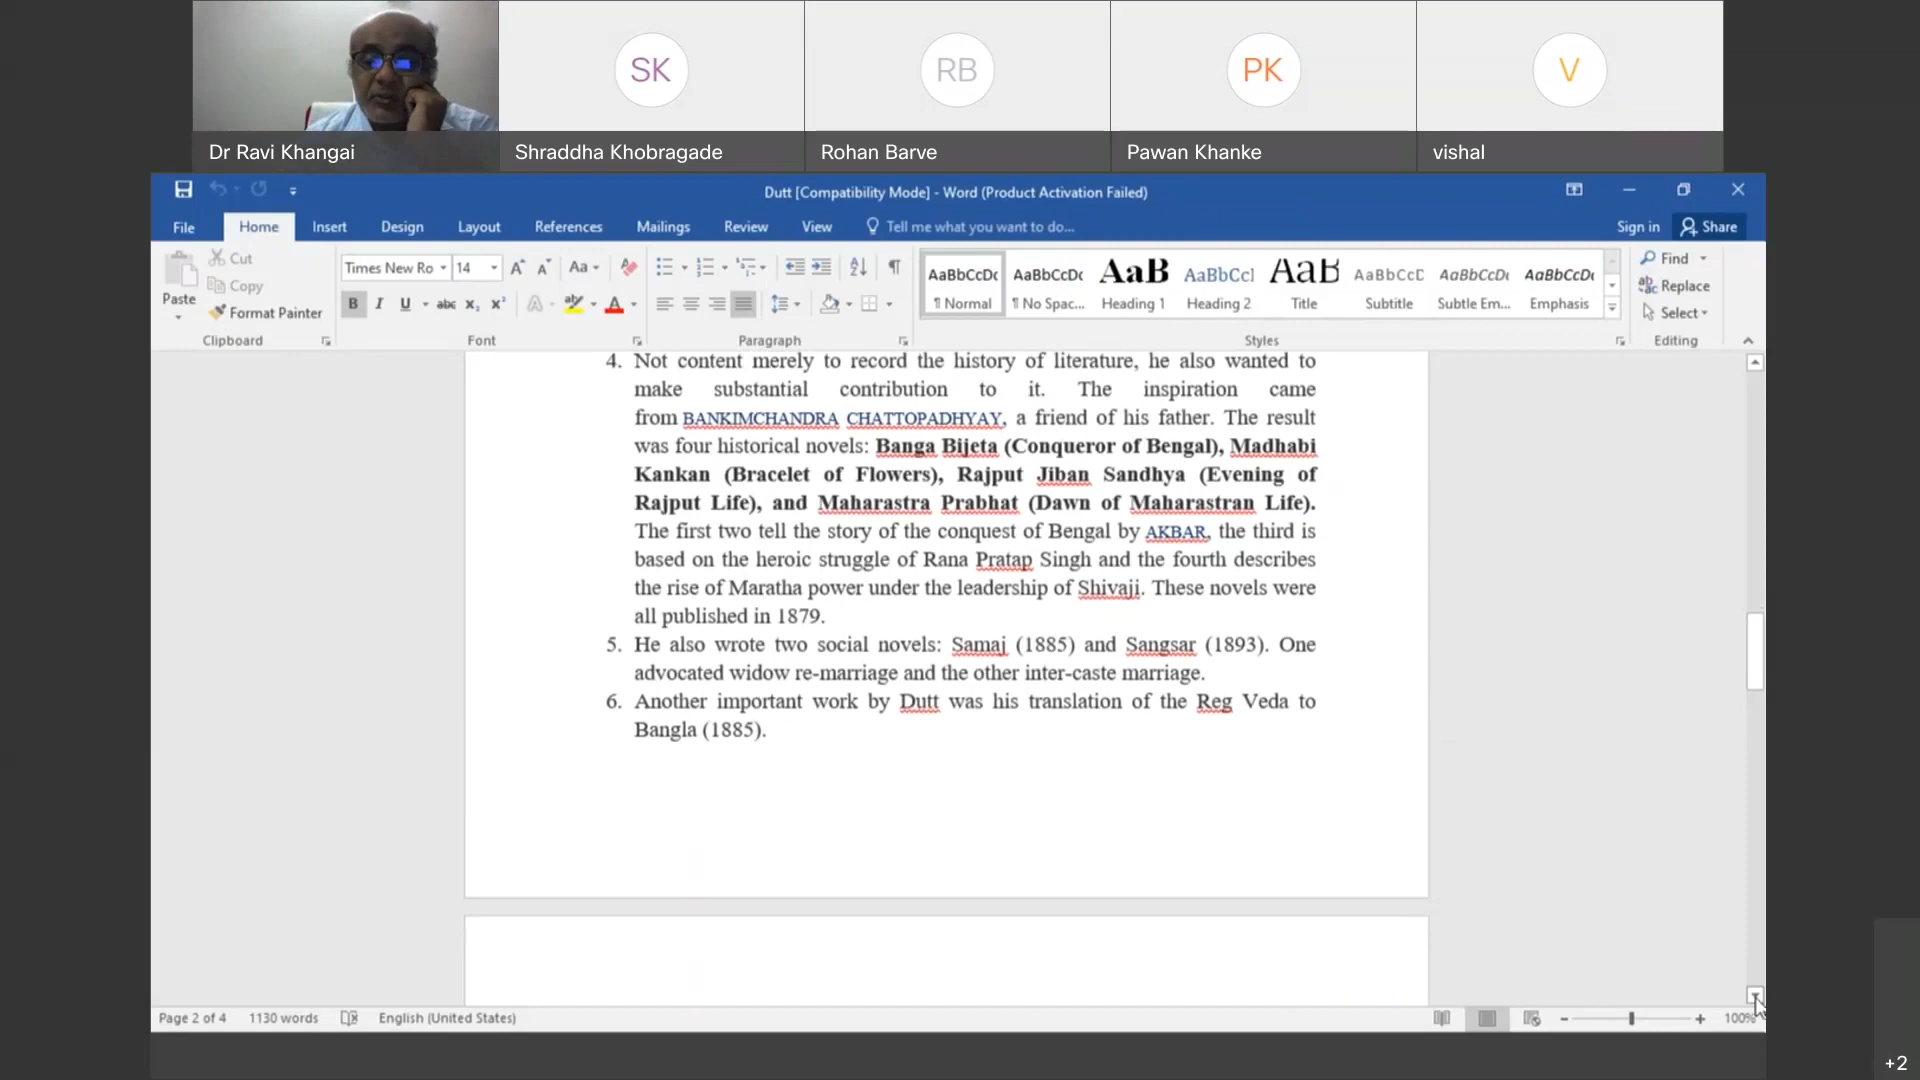 SK
RB
PK
V
Dr Ravi Khangai
Shraddha Khobragade
Rohan Barve
Pawan Khanke
vishal
Dutt [Compatibility Mode] - Word (Product Activation Failed)
File Home Insert Design Layout References Mailings Review View Tell me what you want to do... Sign in Share
Cut
Copy
Paste
Format Painter
Clipboard
Times New Ro 14
Aa
B I U abc X₂ X²
A aby A
Font
Paragraph
AaBbCcDc AaBbCcDc AaB AaBbCcl AaB AaBbCcD AaBbCcDc AaBbCcDc
¶ Normal ¶ No Spac... Heading 1 Heading 2 Title Subtitle Subtle Em... Emphasis
Styles
Find
Replace
Select
Editing
4. Not content merely to record the history of literature, he also wanted to
make substantial contribution to it. The inspiration came
from BANKIMCHANDRA CHATTOPADHYAY, a friend of his father. The result
was four historical novels: Banga Bijeta (Conqueror of Bengal), Madhabi
Kankan (Bracelet of Flowers), Rajput Jiban Sandhya (Evening of
Rajput Life), and Maharastra Prabhat (Dawn of Maharastran Life).
The first two tell the story of the conquest of Bengal by AKBAR, the third is
based on the heroic struggle of Rana Pratap Singh and the fourth describes
the rise of Maratha power under the leadership of Shivaji. These novels were
all published in 1879.
5. He also wrote two social novels: Samaj (1885) and Sangsar (1893). One
advocated widow re-marriage and the other inter-caste marriage.
6. Another important work by Dutt was his translation of the Reg Veda to
Bangla (1885).
Page 2 of 4 1130 words English (United States) 100%
+2